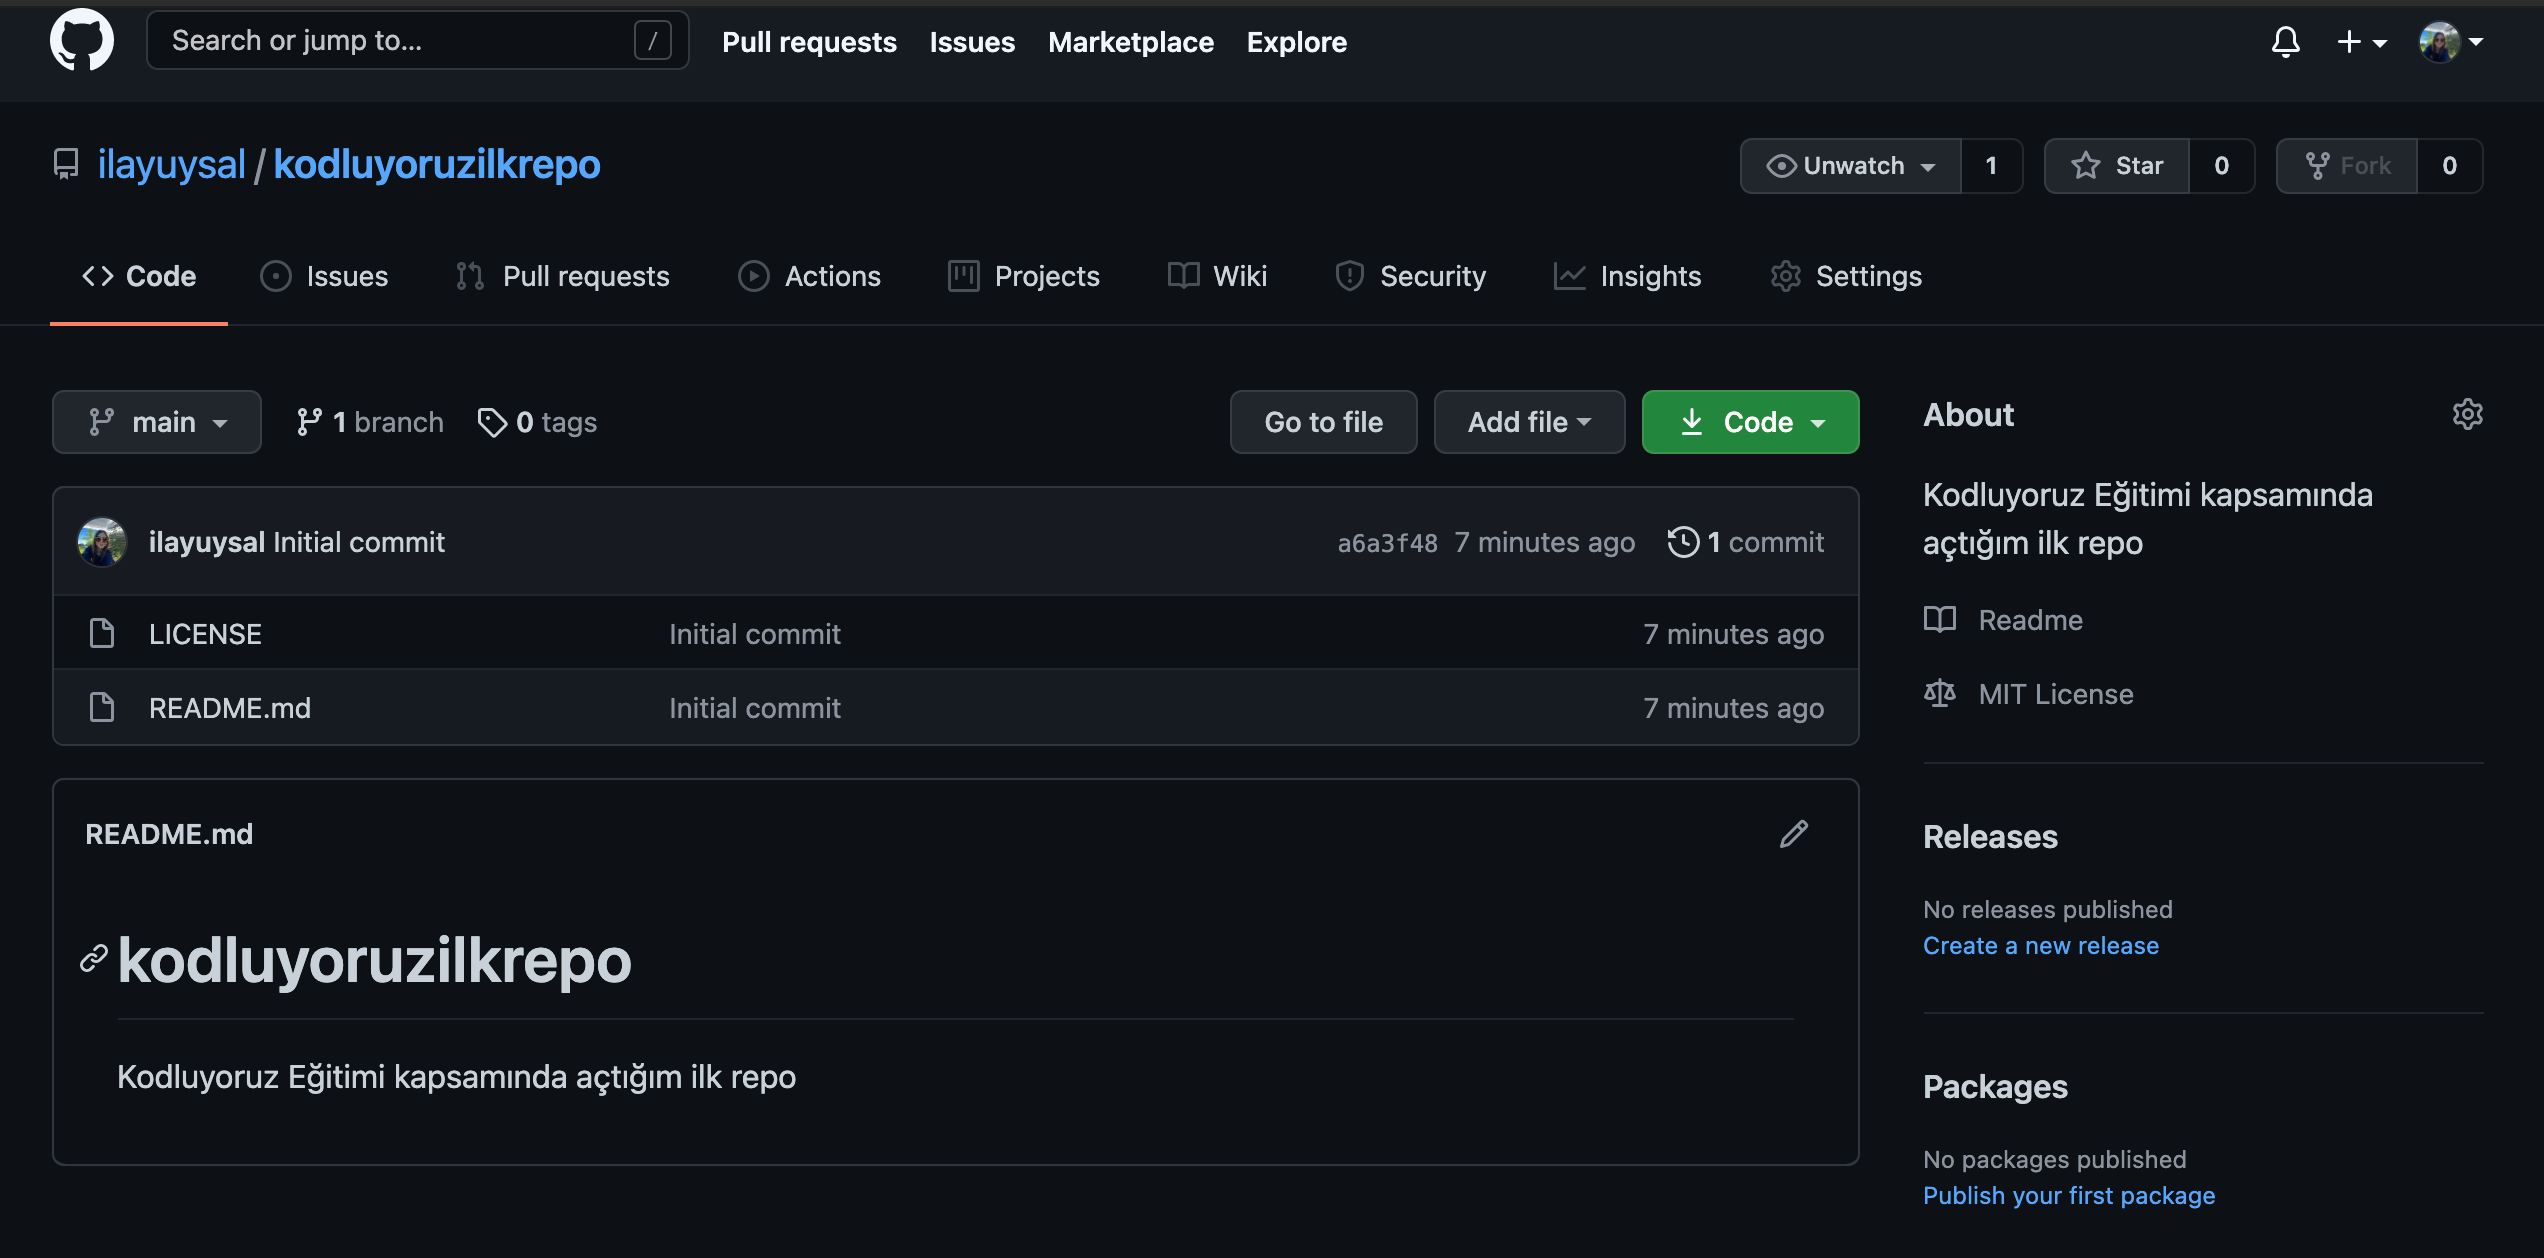 Search or jump to... /
Pull requests Issues Marketplace Explore
ilayuysal / kodluyoruzilkrepo
Unwatch 1 Star 0 Fork 0
Code Issues Pull requests Actions Projects Wiki Security Insights Settings
main 1 branch 0 tags
Go to file Add file Code
ilayuysal Initial commit a6a3f48 7 minutes ago 1 commit
LICENSE Initial commit 7 minutes ago
README.md Initial commit 7 minutes ago
README.md
kodluyoruzilkrepo
Kodluyoruz Eğitimi kapsamında açtığım ilk repo
About
Kodluyoruz Eğitimi kapsamında
açtığım ilk repo
Readme
MIT License
Releases
No releases published
Create a new release
Packages
No packages published
Publish your first package